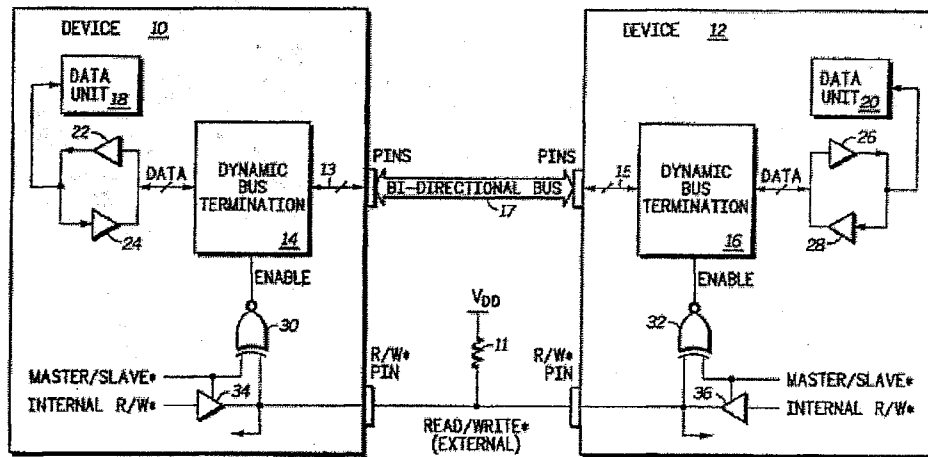 DEVICE 10
DATA UNIT 18
22
24
DATA
DYNAMIC BUS TERMINATION
14
13
ENABLE
30
MASTER/SLAVE*
34
INTERNAL R/W*
PINS
R/W* PIN
BI-DIRECTIONAL BUS
17
VDD
11
READ/WRITE* (EXTERNAL)
PINS
R/W* PIN
DEVICE 12
DATA UNIT 20
26
28
DATA
DYNAMIC BUS TERMINATION
16
15
ENABLE
32
MASTER/SLAVE*
36
INTERNAL R/W*